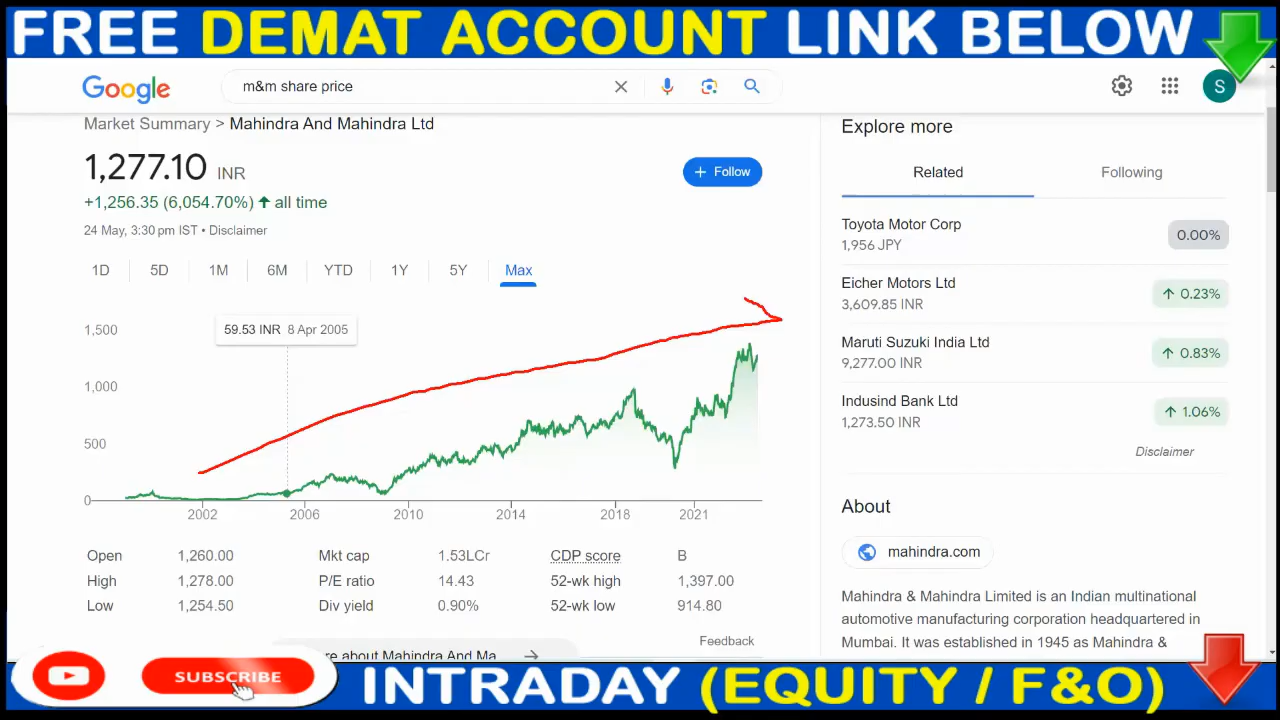 FREE DEMAT ACCOUNT LINK BELOW
Google
m&m share price
S
Market Summary > Mahindra And Mahindra Ltd
1,277.10 INR
+ Follow
+1,256.35 (6,054.70%) ↑ all time
24 May, 3:30 pm IST • Disclaimer
1D 5D 1M 6M YTD 1Y 5Y Max
59.53 INR 8 Apr 2005
1,500
1,000
500
0
2002 2006 2010 2014 2018 2021
Open 1,260.00 Mkt cap 1.53LCr CDP score B
High 1,278.00 P/E ratio 14.43 52-wk high 1,397.00
Low 1,254.50 Div yield 0.90% 52-wk low 914.80
Feedback
about Mahindra And Ma
Explore more
Related Following
Toyota Motor Corp
1,956 JPY
0.00%
Eicher Motors Ltd
3,609.85 INR
↑ 0.23%
Maruti Suzuki India Ltd
9,277.00 INR
↑ 0.83%
Indusind Bank Ltd
1,273.50 INR
↑ 1.06%
Disclaimer
About
mahindra.com
Mahindra & Mahindra Limited is an Indian multinational
automotive manufacturing corporation headquartered in
Mumbai. It was established in 1945 as Mahindra &
SUBSCRIBE
INTRADAY (EQUITY / F&O)